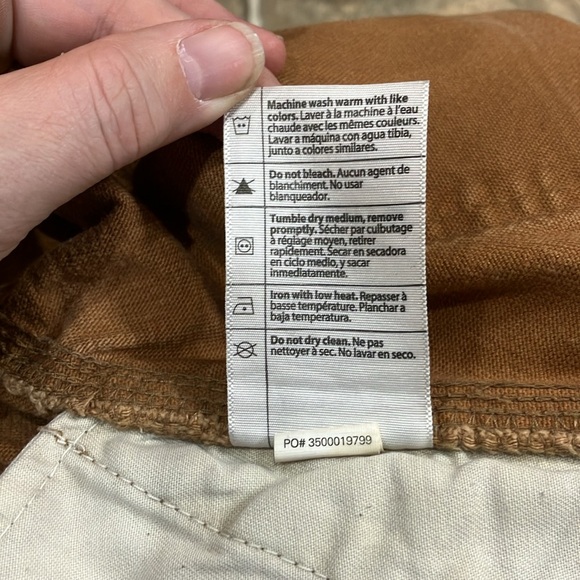 Machine wash warm with like
colors. Laver à la machine à l'eau
chaude avec les mêmes couleurs.
Lavar a máquina con agua tibia,
junto a colores similares.
Do not bleach. Aucun agent de
blanchiment. No usar
blanqueador.
Tumble dry medium, remove
promptly. Sécher par culbutage
à réglage moyen, retirer
rapidement. Secar en secadora
en ciclo medio, y sacar
inmediatamente.
Iron with low heat. Repasser à
basse température. Planchar a
baja temperatura.
Do not dry clean. Ne pas
nettoyer à sec. No lavar en seco.
PO# 3500019799